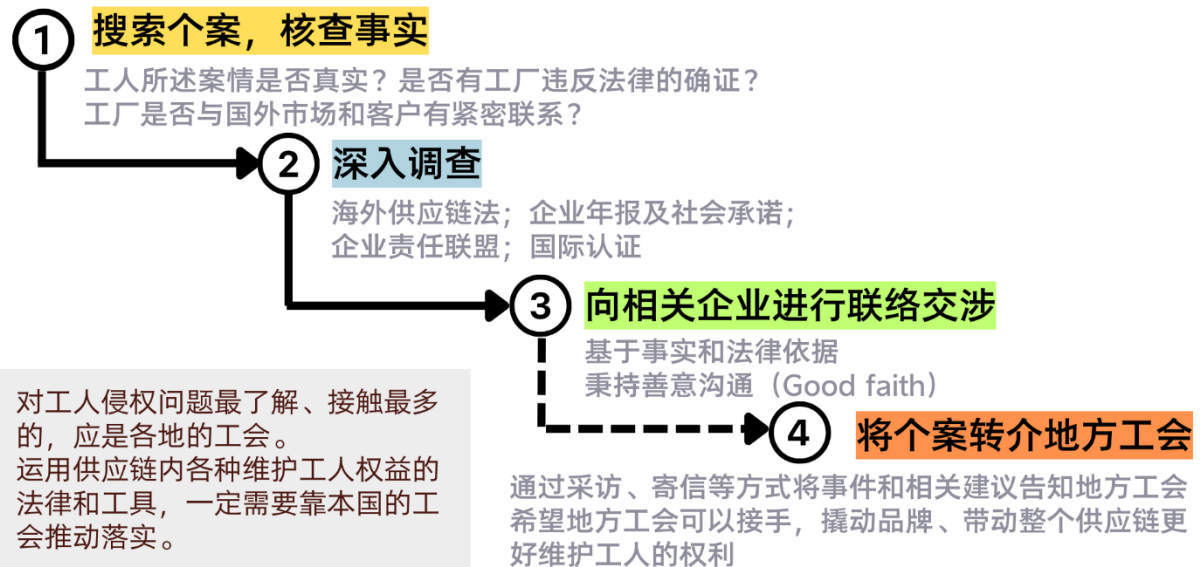 1
搜索个案，核查事实
工人所述案情是否真实？是否有工厂违反法律的确证？
工厂是否与国外市场和客户有紧密联系？
2
深入调查
海外供应链法；企业年报及社会承诺；
企业责任联盟；国际认证
3
向相关企业进行联络交涉
基于事实和法律依据
秉持善意沟通（Good faith）
4
将个案转介地方工会
通过采访、寄信等方式将事件和相关建议告知地方工会
希望地方工会可以接手，撬动品牌、带动整个供应链更
好维护工人的权利
对工人侵权问题最了解、接触最多
的，应是各地的工会。
运用供应链内各种维护工人权益的
法律和工具，一定需要靠本国的工
会推动落实。